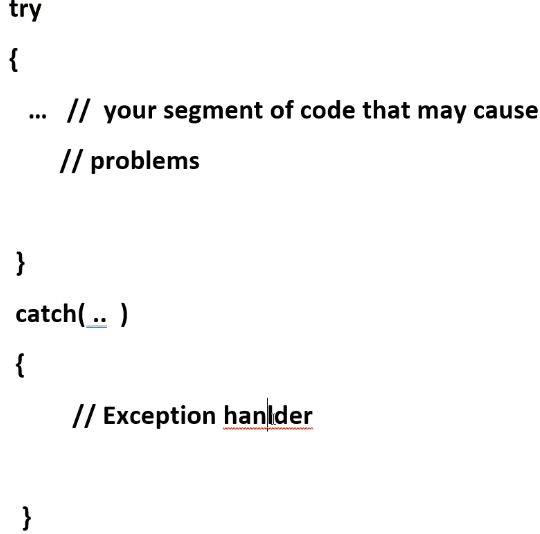 try
{
... // your segment of code that may cause
// problems
}
catch( .. )
{
// Exception hanlder
}